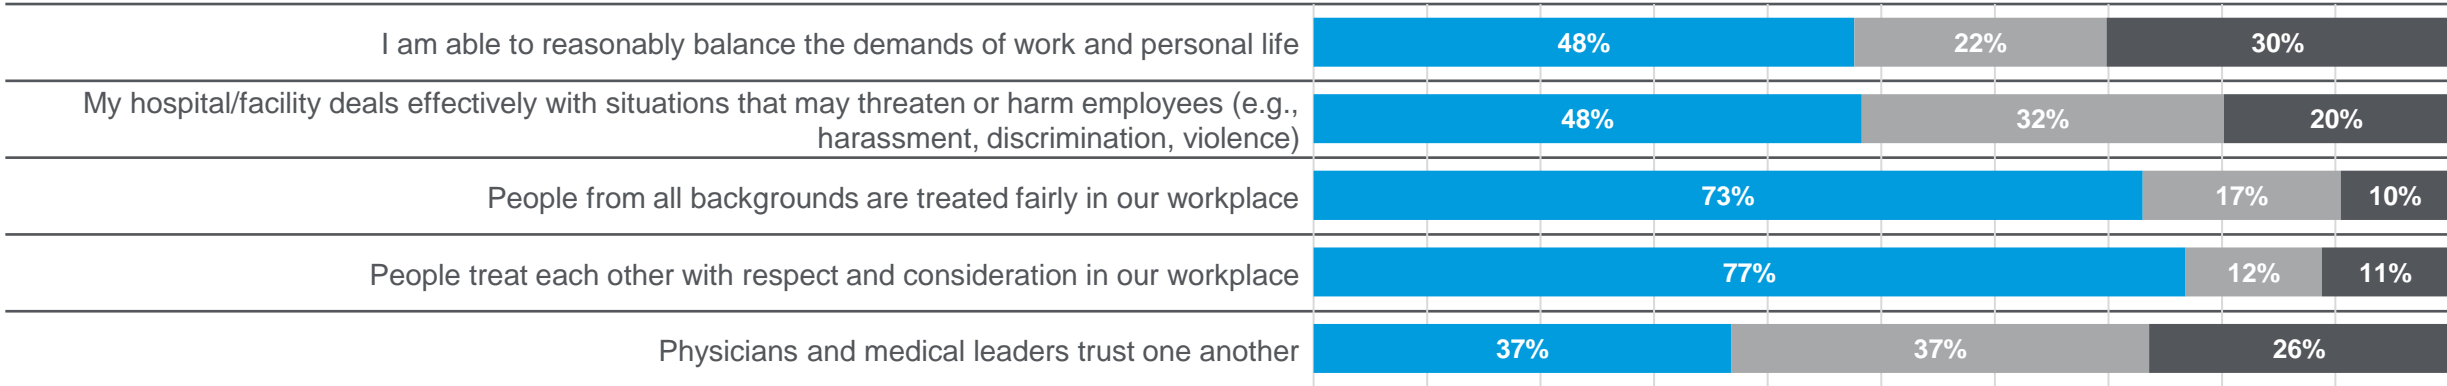 I am able to reasonably balance the demands of work and personal life
48% 22% 30%
My hospital/facility deals effectively with situations that may threaten or harm employees (e.g.,
harassment, discrimination, violence)
48% 32% 20%
People from all backgrounds are treated fairly in our workplace
73% 17% 10%
People treat each other with respect and consideration in our workplace
77% 12% 11%
Physicians and medical leaders trust one another
37% 37% 26%